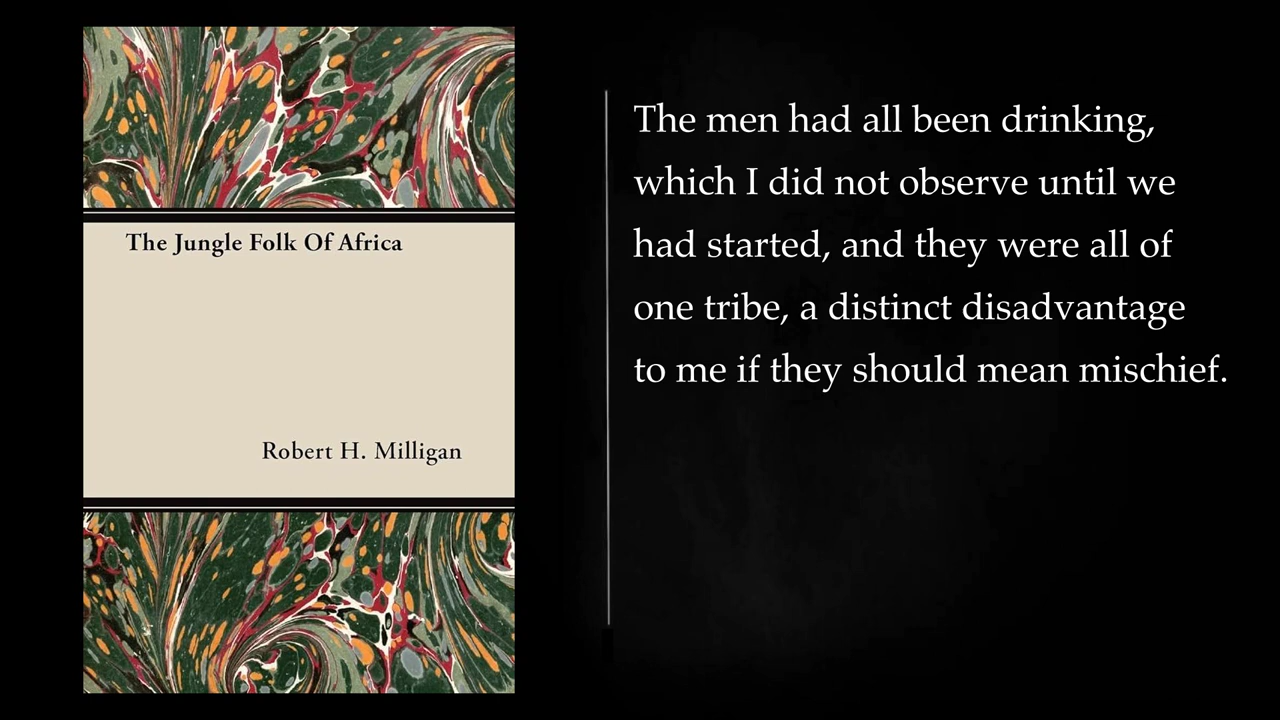 The Jungle Folk Of Africa
Robert H. Milligan
The men had all been drinking,
which I did not observe until we
had started, and they were all of
one tribe, a distinct disadvantage
to me if they should mean mischief.